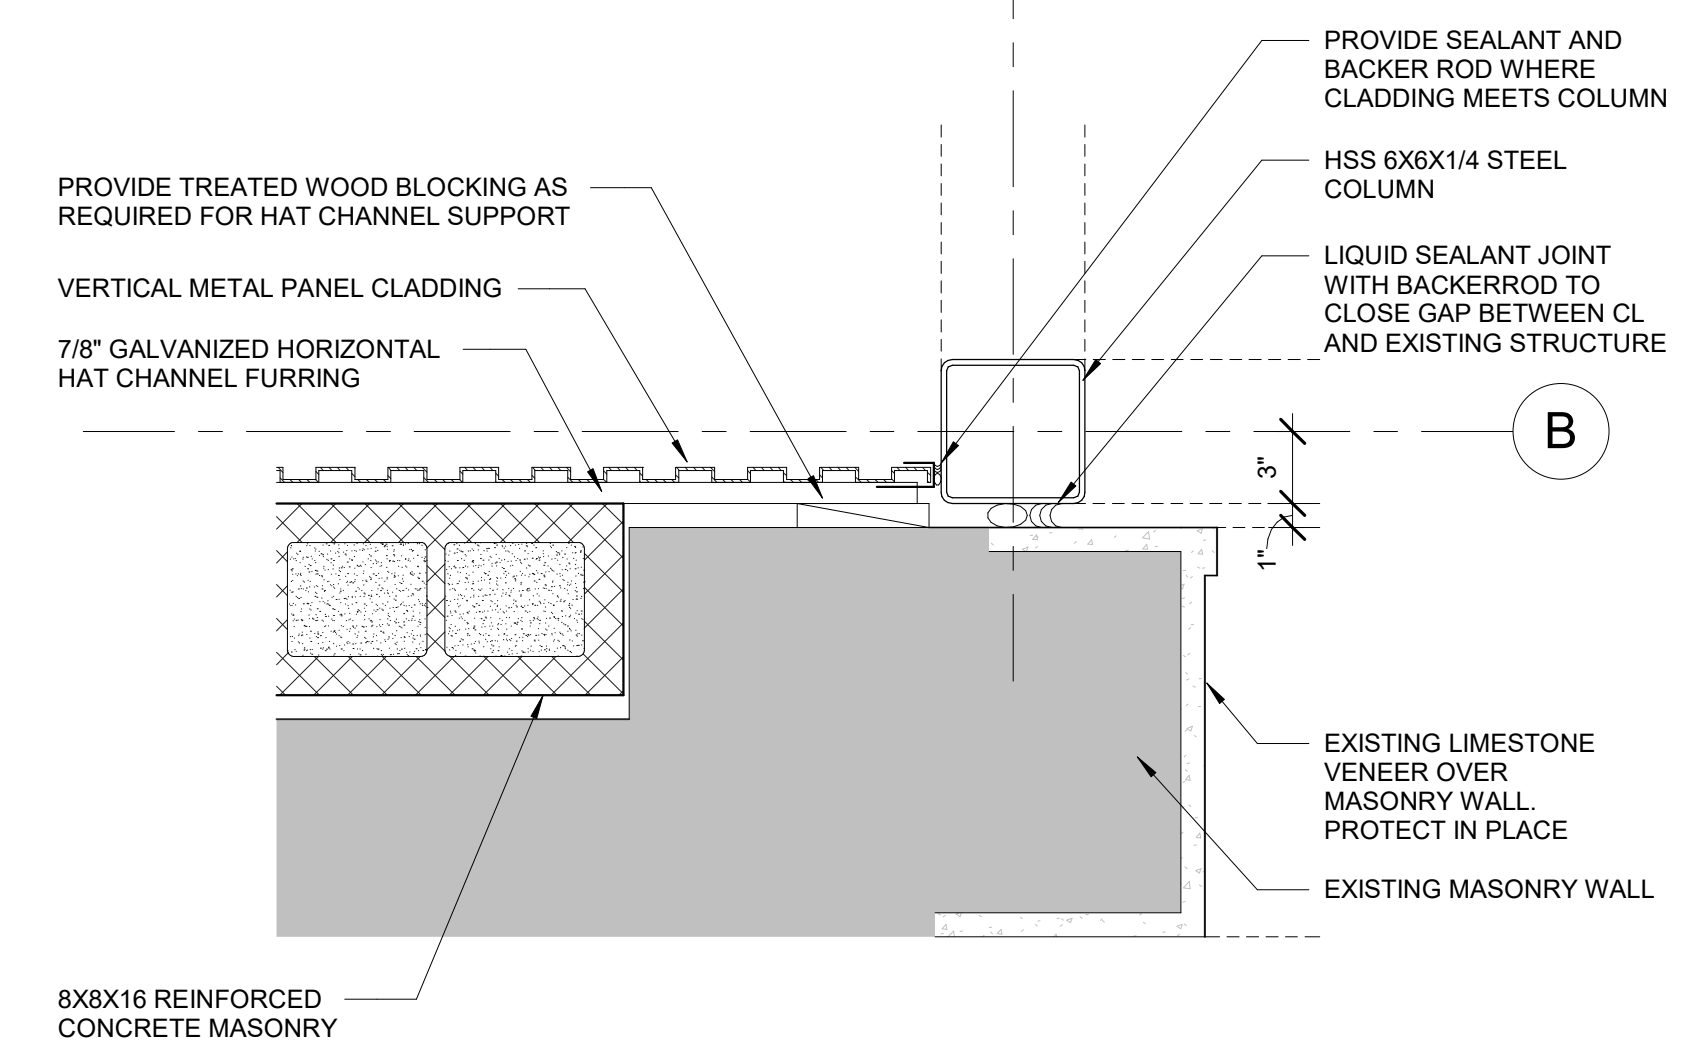 PROVIDE SEALANT AND
BACKER ROD WHERE
CLADDING MEETS COLUMN
HSS 6X6X1/4 STEEL
COLUMN
PROVIDE TREATED WOOD BLOCKING AS
REQUIRED FOR HAT CHANNEL SUPPORT
LIQUID SEALANT JOINT
WITH BACKERROD TO
CLOSE GAP BETWEEN CL
AND EXISTING STRUCTURE
VERTICAL METAL PANEL CLADDING
7/8" GALVANIZED HORIZONTAL
HAT CHANNEL FURRING
B
3"
1"
EXISTING LIMESTONE
VENEER OVER
MASONRY WALL.
PROTECT IN PLACE
EXISTING MASONRY WALL
8X8X16 REINFORCED
CONCRETE MASONRY